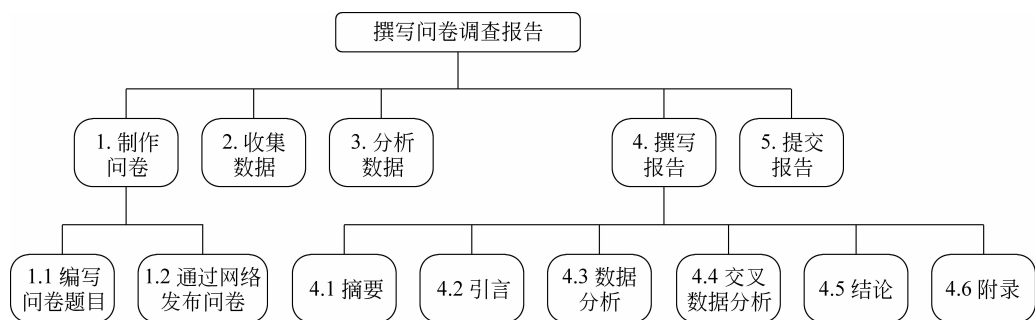 撰写问卷调查报告
1. 制作
问卷
2. 收集
数据
3. 分析
数据
4. 撰写
报告
5. 提交
报告
1.1 编写
问卷题目
1.2 通过网络
发布问卷
4.1 摘要
4.2 引言
4.3 数据
分析
4.4 交叉
数据分析
4.5 结论
4.6 附录